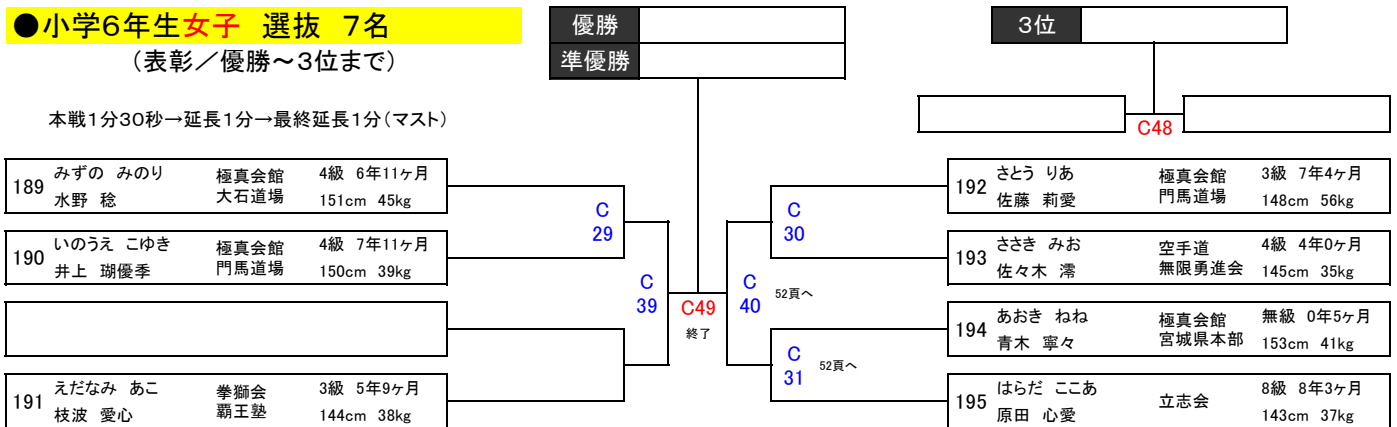 ●小学6年生女子 選抜 7名
(表彰/優勝~3位まで)
本戦1分30秒→延長1分→最終延長1分(マスト)
優勝
準優勝
3位
C48
189 みずの みのり 極真会館 4級 6年11ヶ月
水野 稔 大石道場 151cm 45kg
190 いのうえ こゆき 極真会館 4級 7年11ヶ月
井上 瑚優季 門馬道場 150cm 39kg
191 えだなみ あこ 拳獅会 3級 5年9ヶ月
枝波 愛心 覇王塾 144cm 38kg
C
29
C
39
C49
終了
C
40
52頁へ
C
30
C
31
52頁へ
192 さとう りあ 極真会館 3級 7年4ヶ月
佐藤 莉愛 門馬道場 148cm 56kg
193 ささき みお 空手道 4級 4年0ヶ月
佐々木 澪 無限勇進会 145cm 35kg
194 あおき ねね 極真会館 無級 0年5ヶ月
青木 寧々 宮城県本部 153cm 41kg
195 はらだ ここあ 立志会 8級 8年3ヶ月
原田 心愛 143cm 37kg